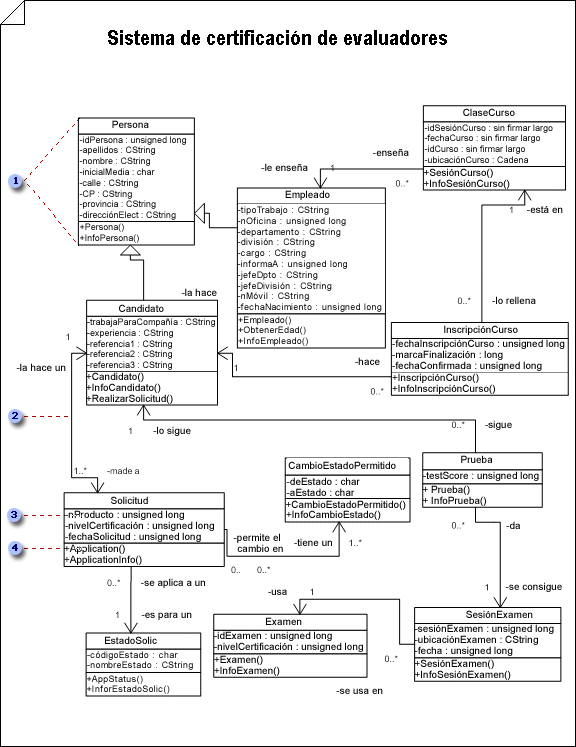 Sistema de certificación de evaluadores
Persona
-idPersona : unsigned long
-apellidos : CString
-nombre : CString
-inicialMedia : char
-calle : CString
-CP : CString
-provincia : CString
-direcciónElect : CString
+Persona()
+InfoPersona()
1
ClaseCurso
-idSesiónCurso : sin firmar largo
-fechaCurso : sin firmar largo
-idCurso : sin firmar largo
-ubicaciónCurso : Cadena
+SesiónCurso()
+InfoSesiónCurso()
-enseña
-le enseña
1
0..*
Empleado
-tipoTrabajo : CString
-nOficina : unsigned long
-departamento : CString
-división : CString
-cargo : CString
-informaA : unsigned long
-jefeDpto : CString
-jefeDivisión : CString
-nMóvil : CString
-fechaNacimiento : unsigned long
+Empleado()
+ObtenerEdad()
+InfoEmpleado()
1
-está en
0..*
-lo rellena
-la hace
Candidato
-trabajaParaCompañía : CString
-experiencia : CString
-referencia1 : CString
-referencia2 : CString
-referencia3 : CString
+Candidato()
+InfoCandidato()
+RealizarSolicitud()
InscripciónCurso
-fechaInscripciónCurso : unsigned long
-marcaFinalización : long
-fechaConfirmada : unsigned long
+InscripciónCurso()
+InfoInscripciónCurso()
1
-la hace un
-hace
1
0..*
2
1
-lo sigue
0..*
-sigue
1..*
-made a
Prueba
-testScore : unsigned long
+ Prueba()
+ InfoPrueba()
CambioEstadoPermitido
-deEstado : char
-aEstado : char
+CambioEstadoPermitido()
+InfoCambioEstado()
Solicitud
-nProducto : unsigned long
-nivelCertificación : unsigned long
-fechaSolicitud : unsigned long
+Application()
+ApplicationInfo()
3
4
-permite el
cambio en
-tiene un
1..*
0..
0..*
0..*
-da
0..*
-se aplica a un
1
-es para un
-usa
1
1
-se consigue
EstadoSolic
-códigoEstado : char
-nombreEstado : CString
+AppStatus()
+InforEstadoSolic()
Examen
-idExamen : unsigned long
-nivelCertificación : unsigned long
+Examen()
+InfoExamen()
SesiónExamen
-sesiónExamen : unsigned long
-ubicaciónExamen : CString
-fecha : unsigned long
+SesiónExamen()
+InfoSesiónExamen()
0..*
-se usa en